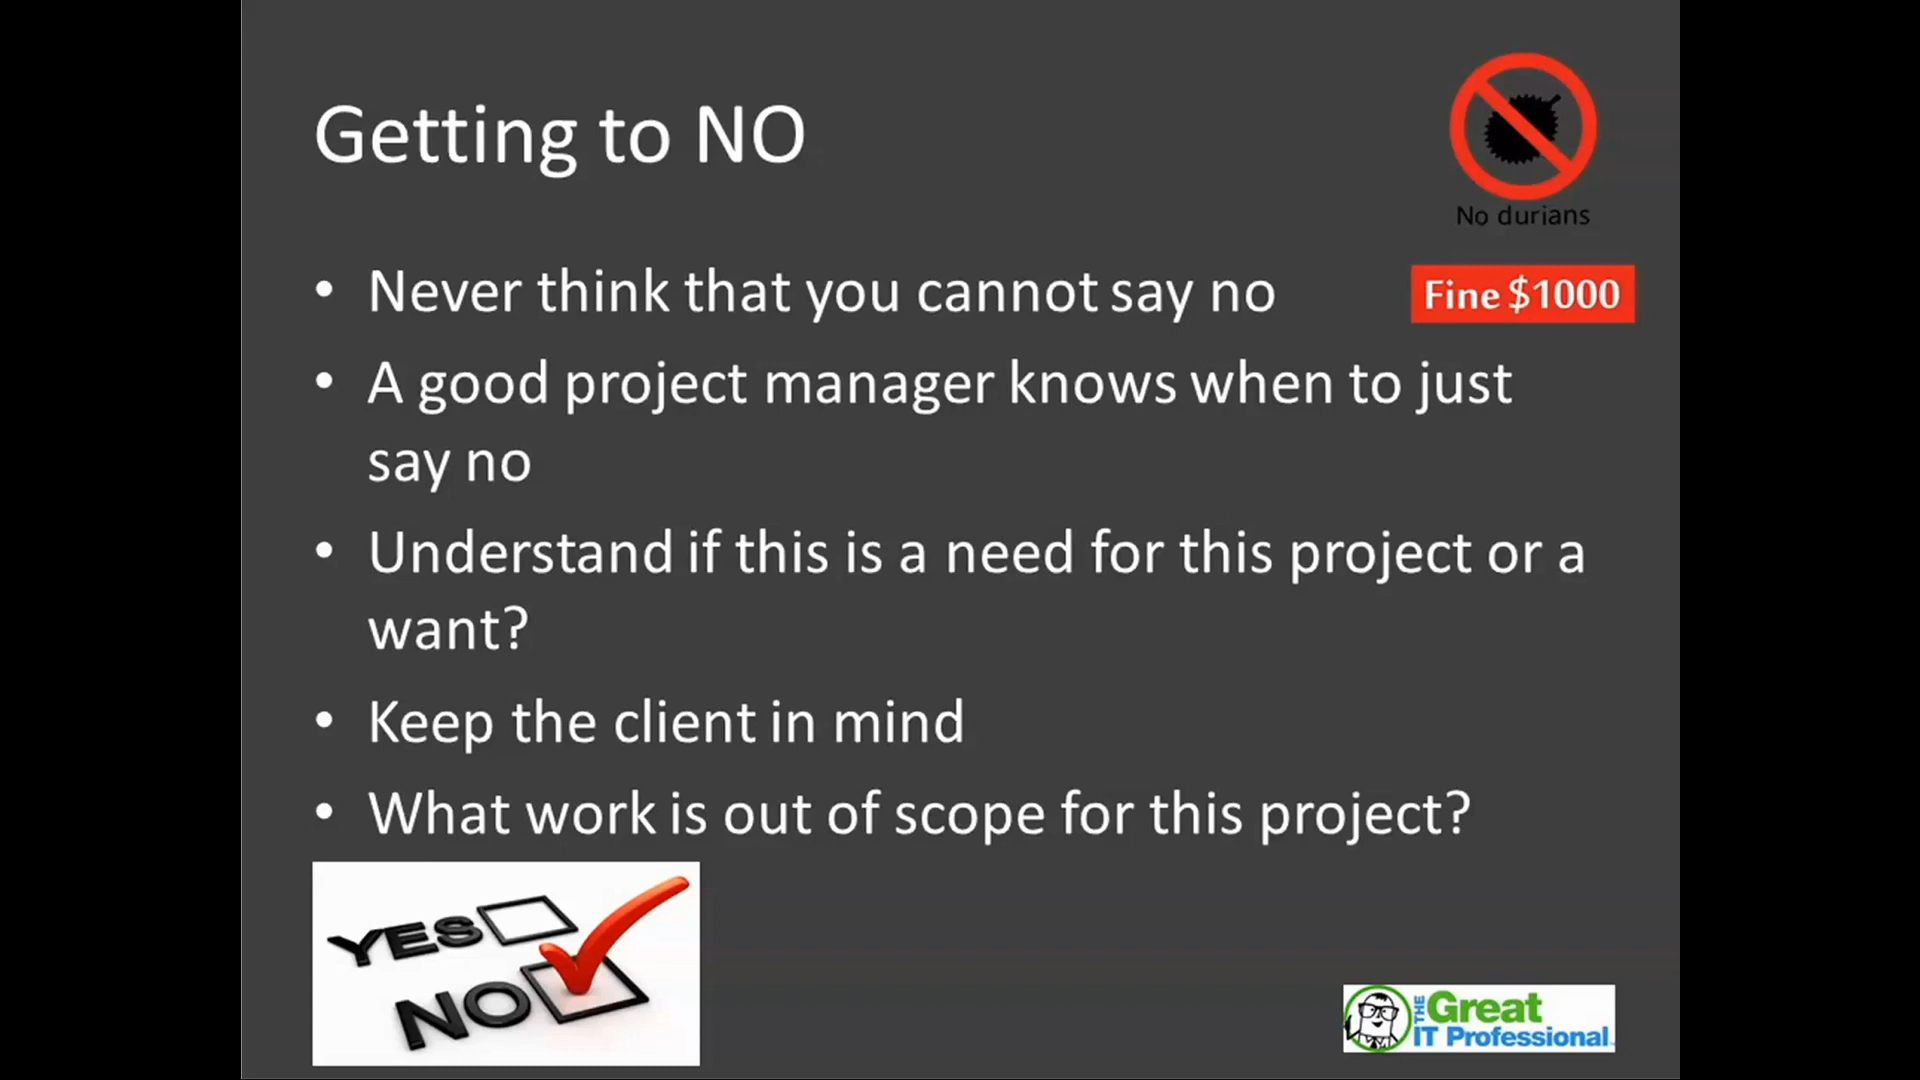 Getting to NO
No durians
Fine $1000
• Never think that you cannot say no
• A good project manager knows when to just
say no
• Understand if this is a need for this project or a
want?
• Keep the client in mind
• What work is out of scope for this project?
YES
NO
THE Great
IT Professional